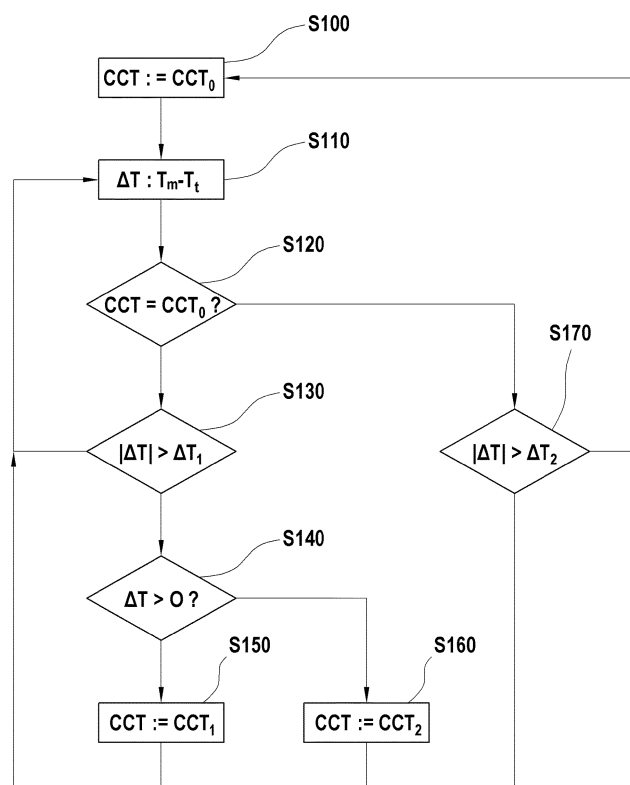 S100
CCT : = CCT₀
S110
ΔT : Tₘ-Tₜ
S120
CCT = CCT₀ ?
S170
S130
|ΔT| > ΔT₁
|ΔT| > ΔT₂
S140
ΔT > O ?
S150
S160
CCT := CCT₁
CCT := CCT₂